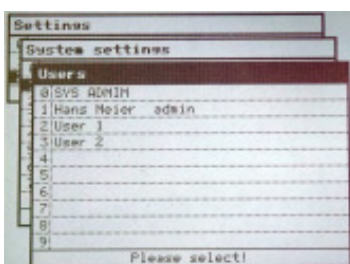 Settings
System settings
Users
0 SYS ADMIN
1 Hans Meier admin
2 User 1
3 User 2
4
5
6
7
8
9
Please select!